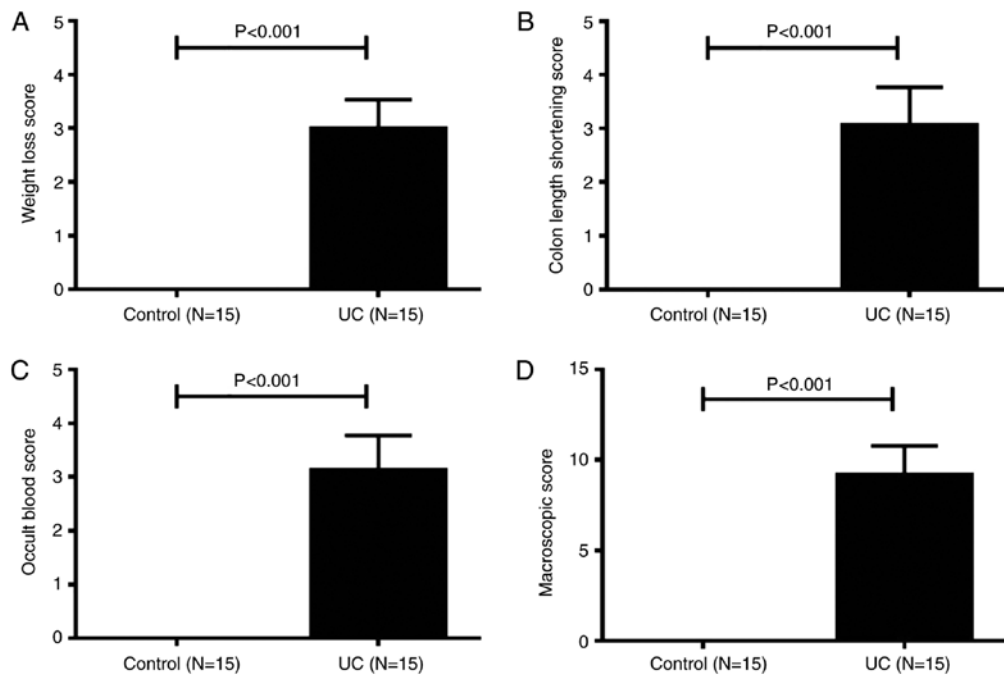 A
P<0.001
Weight loss score
5
4
3
2
1
0
Control (N=15)
UC (N=15)
B
P<0.001
Colon length shortening score
5
4
3
2
1
0
Control (N=15)
UC (N=15)
C
P<0.001
Occult blood score
5
4
3
2
1
0
Control (N=15)
UC (N=15)
D
P<0.001
Macroscopic score
15
10
5
0
Control (N=15)
UC (N=15)